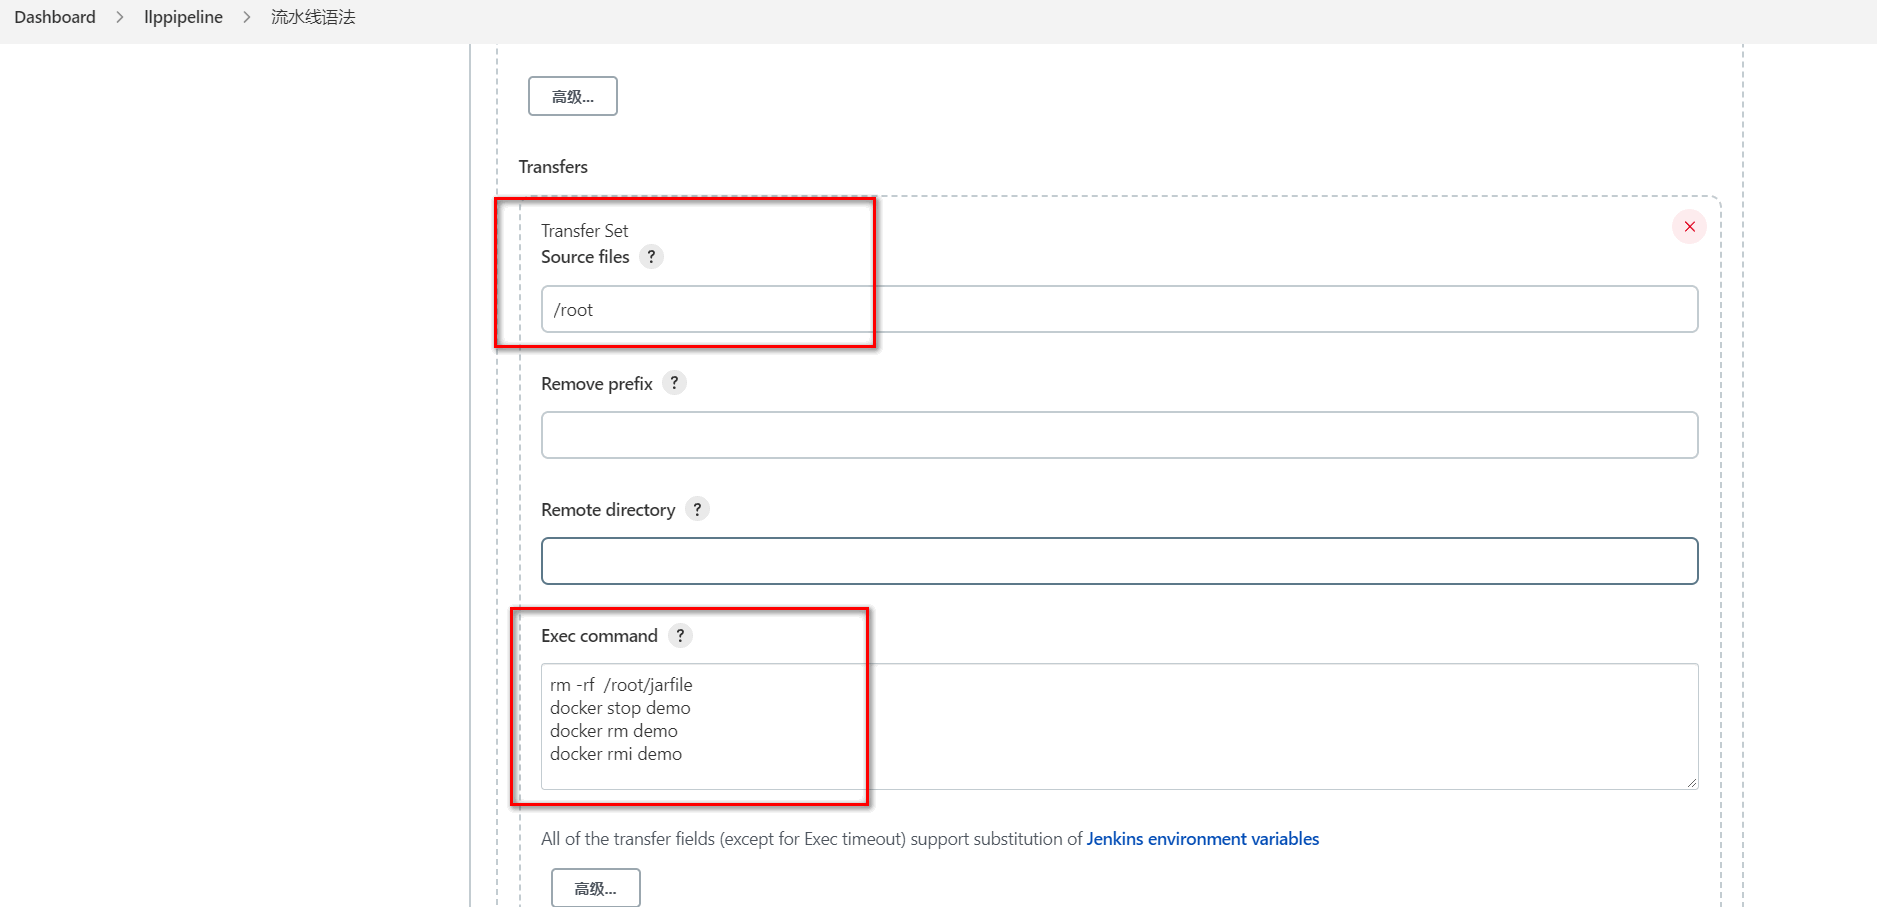 Dashboard > llppipeline > 流水线语法
高级...
Transfers
Transfer Set
Source files ?
/root
Remove prefix ?
Remote directory ?
Exec command ?
rm -rf  /root/jarfile
docker stop demo
docker rm demo
docker rmi demo
All of the transfer fields (except for Exec timeout) support substitution of Jenkins environment variables
高级...